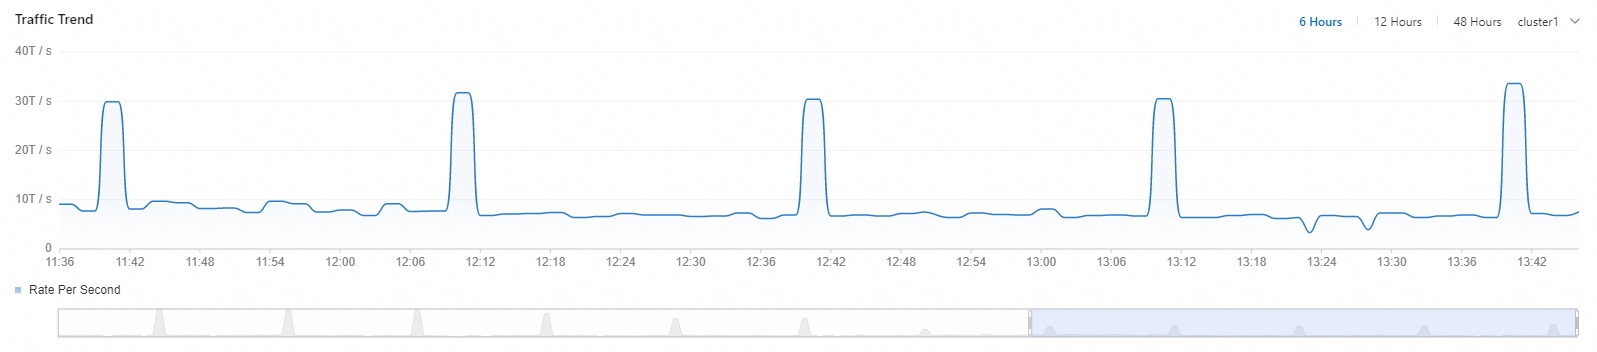 Traffic Trend
6 Hours 12 Hours 48 Hours cluster1
40T / s
30T / s
20T / s
10T / s
0
11:36 11:42 11:48 11:54 12:00 12:06 12:12 12:18 12:24 12:30 12:36 12:42 12:48 12:54 13:00 13:06 13:12 13:18 13:24 13:30 13:36 13:42
Rate Per Second